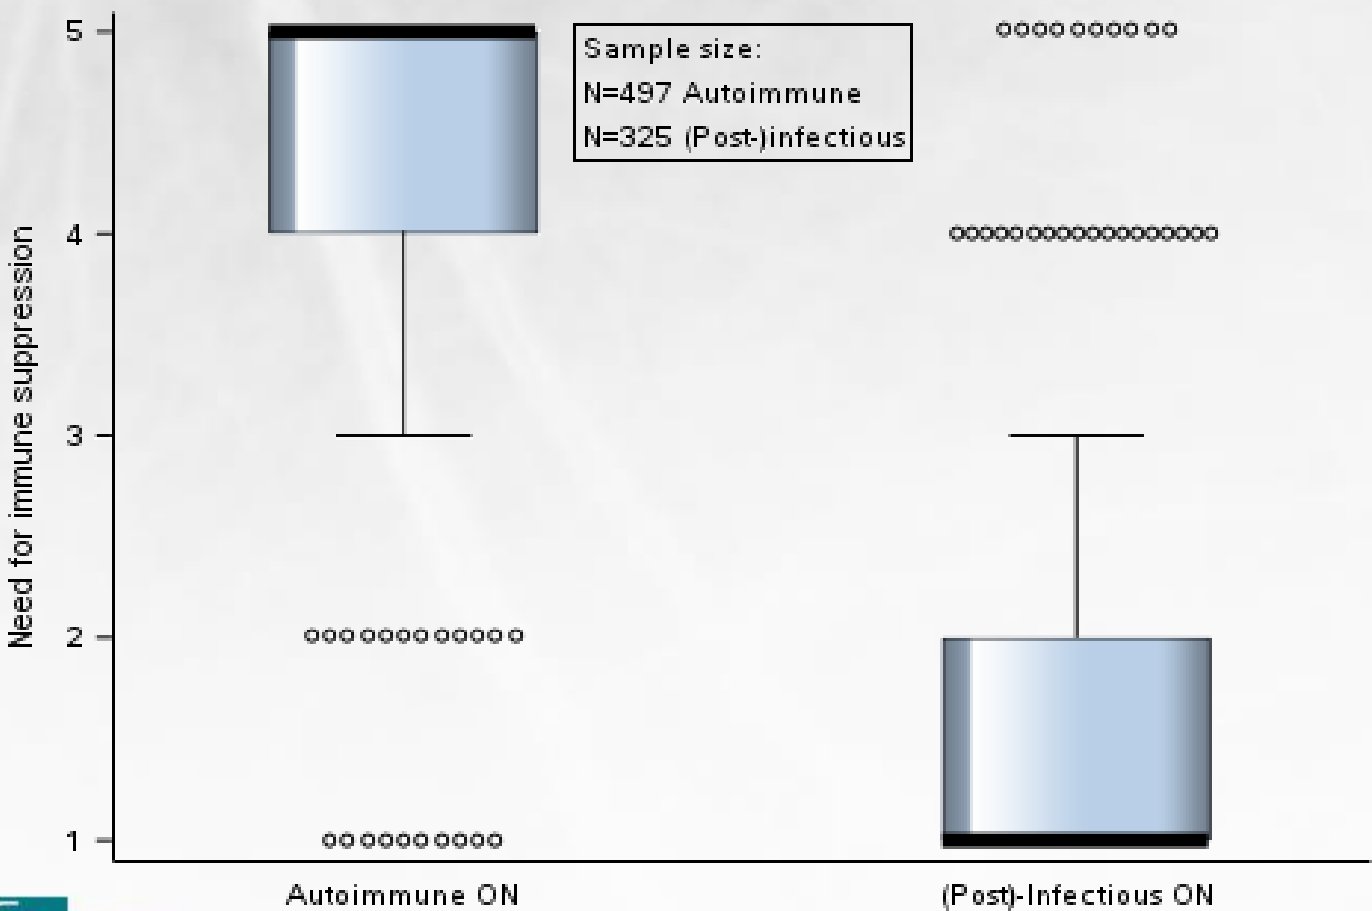 Need for immune suppression
5
4
3
2
1
Sample size:
N=497 Autoimmune
N=325 (Post-)infectious
Autoimmune ON
(Post)-Infectious ON